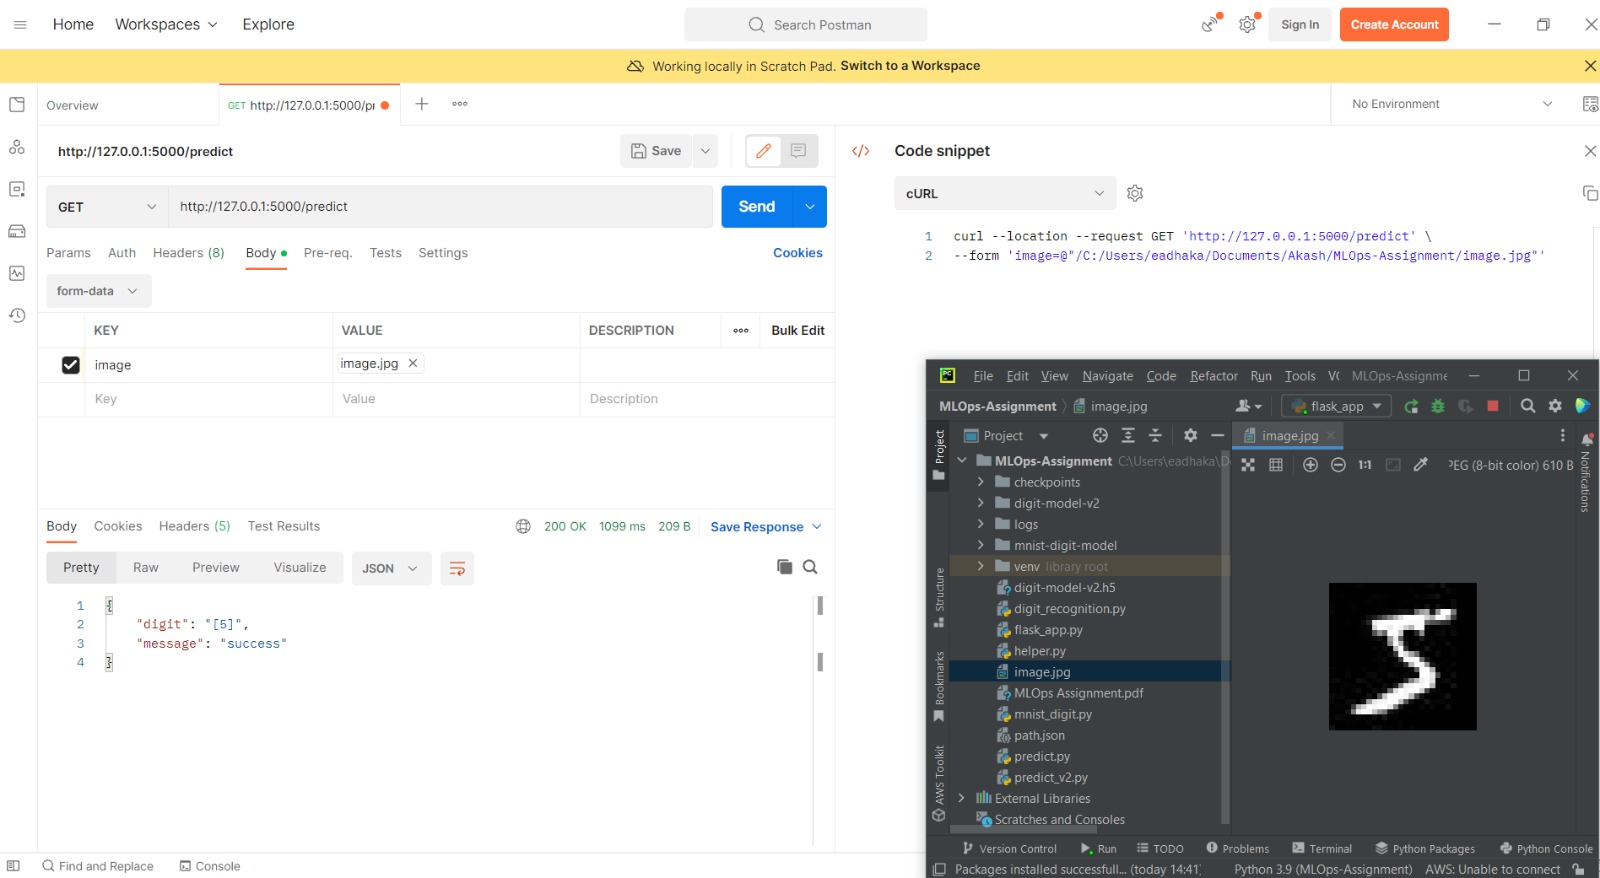 Home Workspaces Explore Search Postman Sign In Create Account
Working locally in Scratch Pad. Switch to a Workspace
Overview GET http://127.0.0.1:5000/pr No Environment
http://127.0.0.1:5000/predict Save
GET http://127.0.0.1:5000/predict Send
Params Auth Headers (8) Body Pre-req. Tests Settings Cookies
form-data
KEY VALUE DESCRIPTION Bulk Edit
image image.jpg
Key Value Description
Body Cookies Headers (5) Test Results 200 OK 1099 ms 209 B Save Response
Pretty Raw Preview Visualize JSON
1 {
2 "digit": "[5]",
3 "message": "success"
4 }
Find and Replace Console
Code snippet
cURL
1 curl --location --request GET 'http://127.0.0.1:5000/predict' \
2 --form 'image=@"/C:/Users/eadhaka/Documents/Akash/MLOps-Assignment/image.jpg"'
PC File Edit View Navigate Code Refactor Run Tools MLOps-Assignme
MLOps-Assignment image.jpg flask_app
Project image.jpg
Project
MLOps-Assignment C:\Users\eadhaka\D
1:1 PEG (8-bit color) 610 B
checkpoints
digit-model-v2
logs
mnist-digit-model
venv library root
digit-model-v2.h5
digit_recognition.py
flask_app.py
helper.py
image.jpg
MLOps Assignment.pdf
mnist_digit.py
path.json
predict.py
predict_v2.py
External Libraries
Scratches and Consoles
Structure
Bookmarks
AWS Toolkit
Notifications
5
Version Control Run TODO Problems Terminal Python Packages Python Console
Packages installed successfull... (today 14:41) Python 3.9 (MLOps-Assignment) AWS: Unable to connect